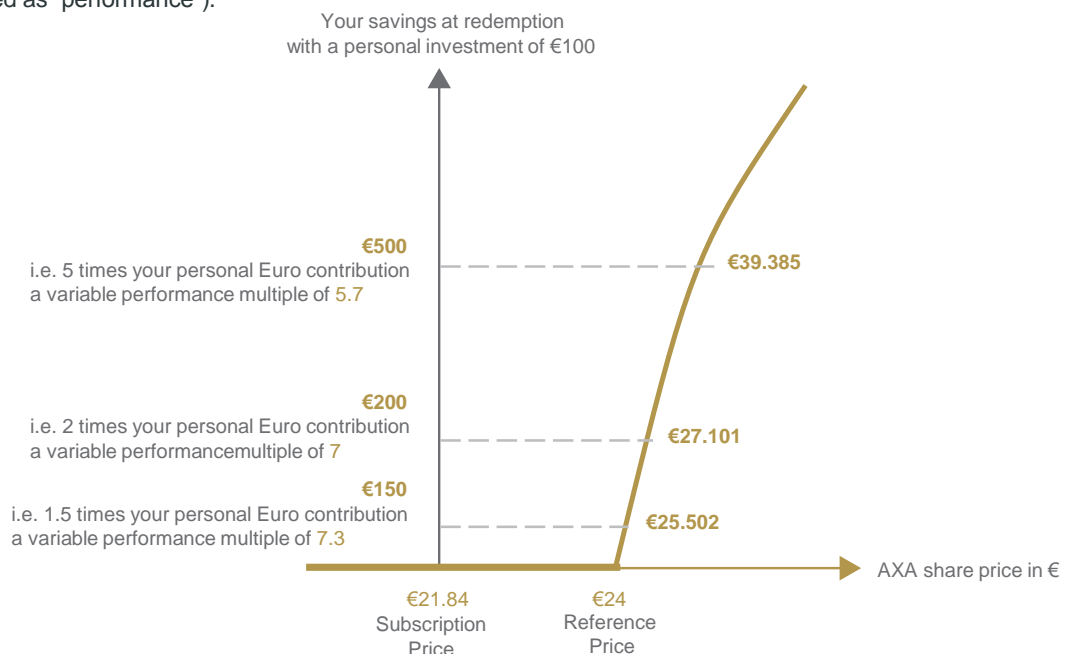 ed as "performance").
Your savings at redemption
with a personal investment of €100
€500
i.e. 5 times your personal Euro contribution
a variable performance multiple of 5.7
€39.385
€200
i.e. 2 times your personal Euro contribution
a variable performancemultiple of 7
€27.101
€150
i.e. 1.5 times your personal Euro contribution
a variable performance multiple of 7.3
€25.502
AXA share price in €
€21.84
Subscription
Price
€24
Reference
Price